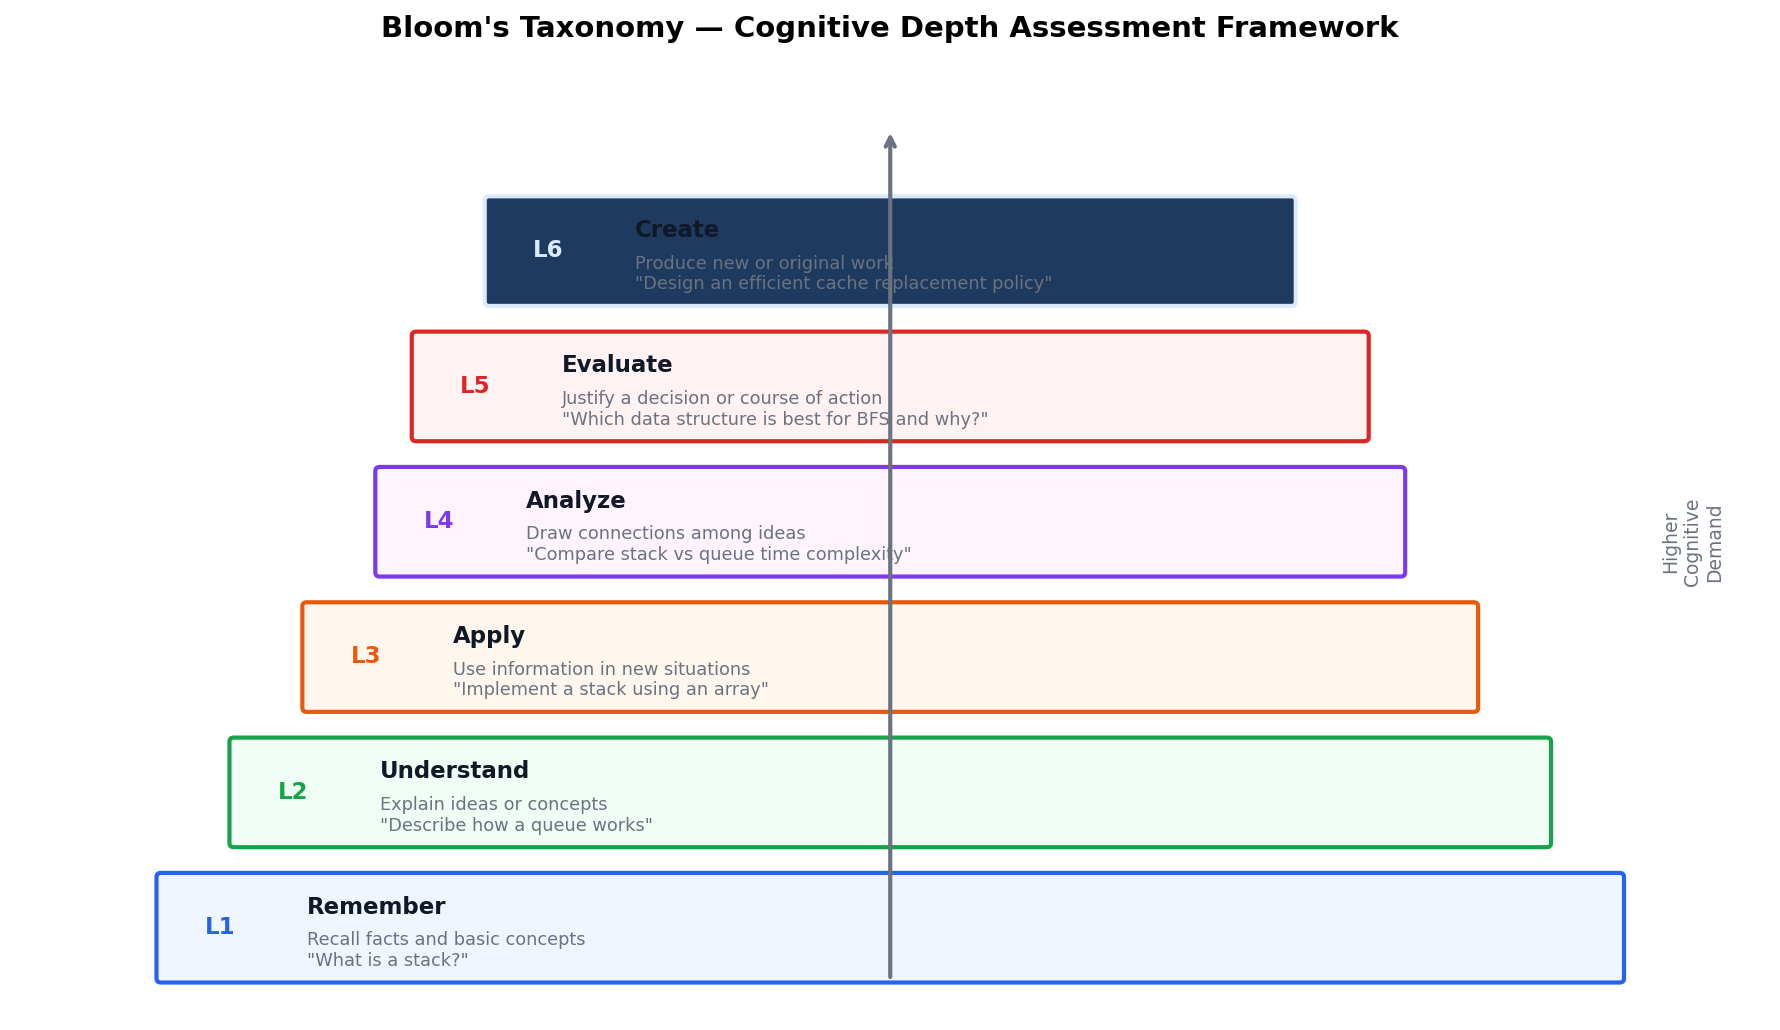 Bloom's Taxonomy — Cognitive Depth Assessment Framework
L6
Create
Produce new or original work
"Design an efficient cache replacement policy"
L5
Evaluate
Justify a decision or course of action
"Which data structure is best for BFS and why?"
L4
Analyze
Draw connections among ideas
"Compare stack vs queue time complexity"
Higher
Cognitive
Demand
L3
Apply
Use information in new situations
"Implement a stack using an array"
L2
Understand
Explain ideas or concepts
"Describe how a queue works"
L1
Remember
Recall facts and basic concepts
"What is a stack?"